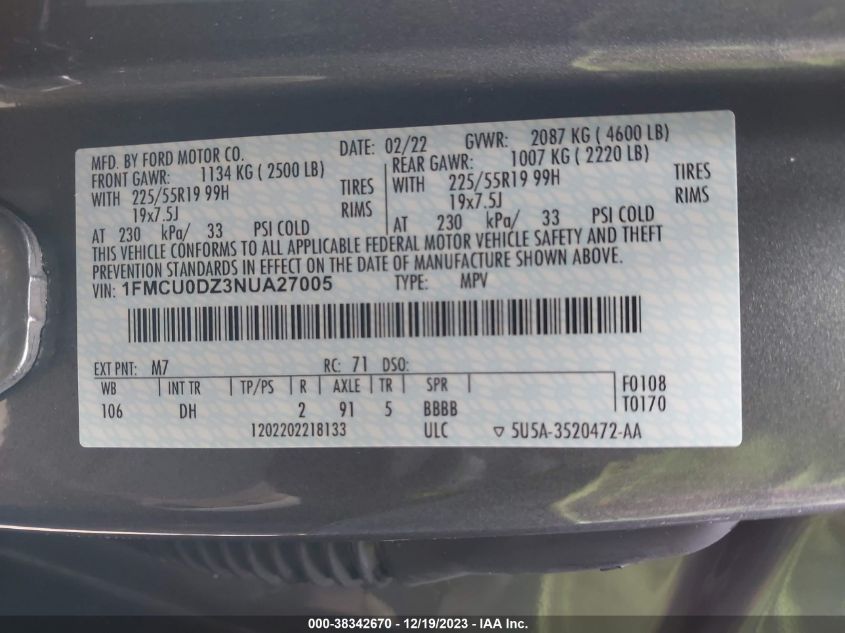 MFD. BY FORD MOTOR CO. DATE: 02/22 GVWR: 2087 KG ( 4600 LB)
FRONT GAWR: 1134 KG ( 2500 LB) REAR GAWR: 1007 KG ( 2220 LB)
WITH 225/55R19 99H TIRES WITH 225/55R19 99H TIRES
19x7.5J RIMS 19x7.5J RIMS
AT 230 kPa/ 33 PSI COLD AT 230 kPa/ 33 PSI COLD
THIS VEHICLE CONFORMS TO ALL APPLICABLE FEDERAL MOTOR VEHICLE SAFETY AND THEFT
PREVENTION STANDARDS IN EFFECT ON THE DATE OF MANUFACTURE SHOWN ABOVE.
VIN: 1FMCU0DZ3NUA27005 TYPE: MPV
EXT PNT: M7 RC: 71 DSO:
WB INT TR TP/PS R AXLE TR SPR F0108
106 DH 2 91 5 BBBB T0170
1202202218133 ULC ▽ 5U5A-3520472-AA
000-38342670 - 12/19/2023 - IAA Inc.